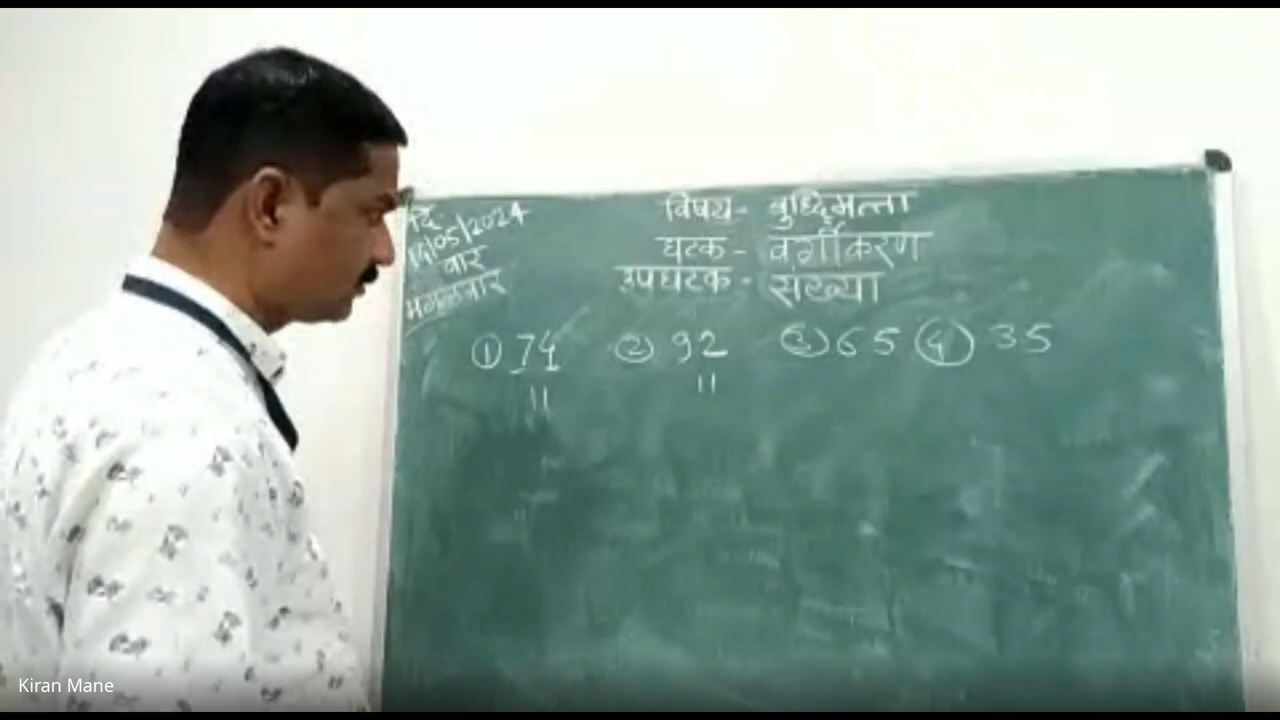 दि
14/05/2024
वार
मंगळवार
विषय - बुध्दिमत्ता
घटक - वर्गीकरण
उपघटक - संख्या
① 74 ② 92 ③ 65 ④ 35
11 11
Kiran Mane